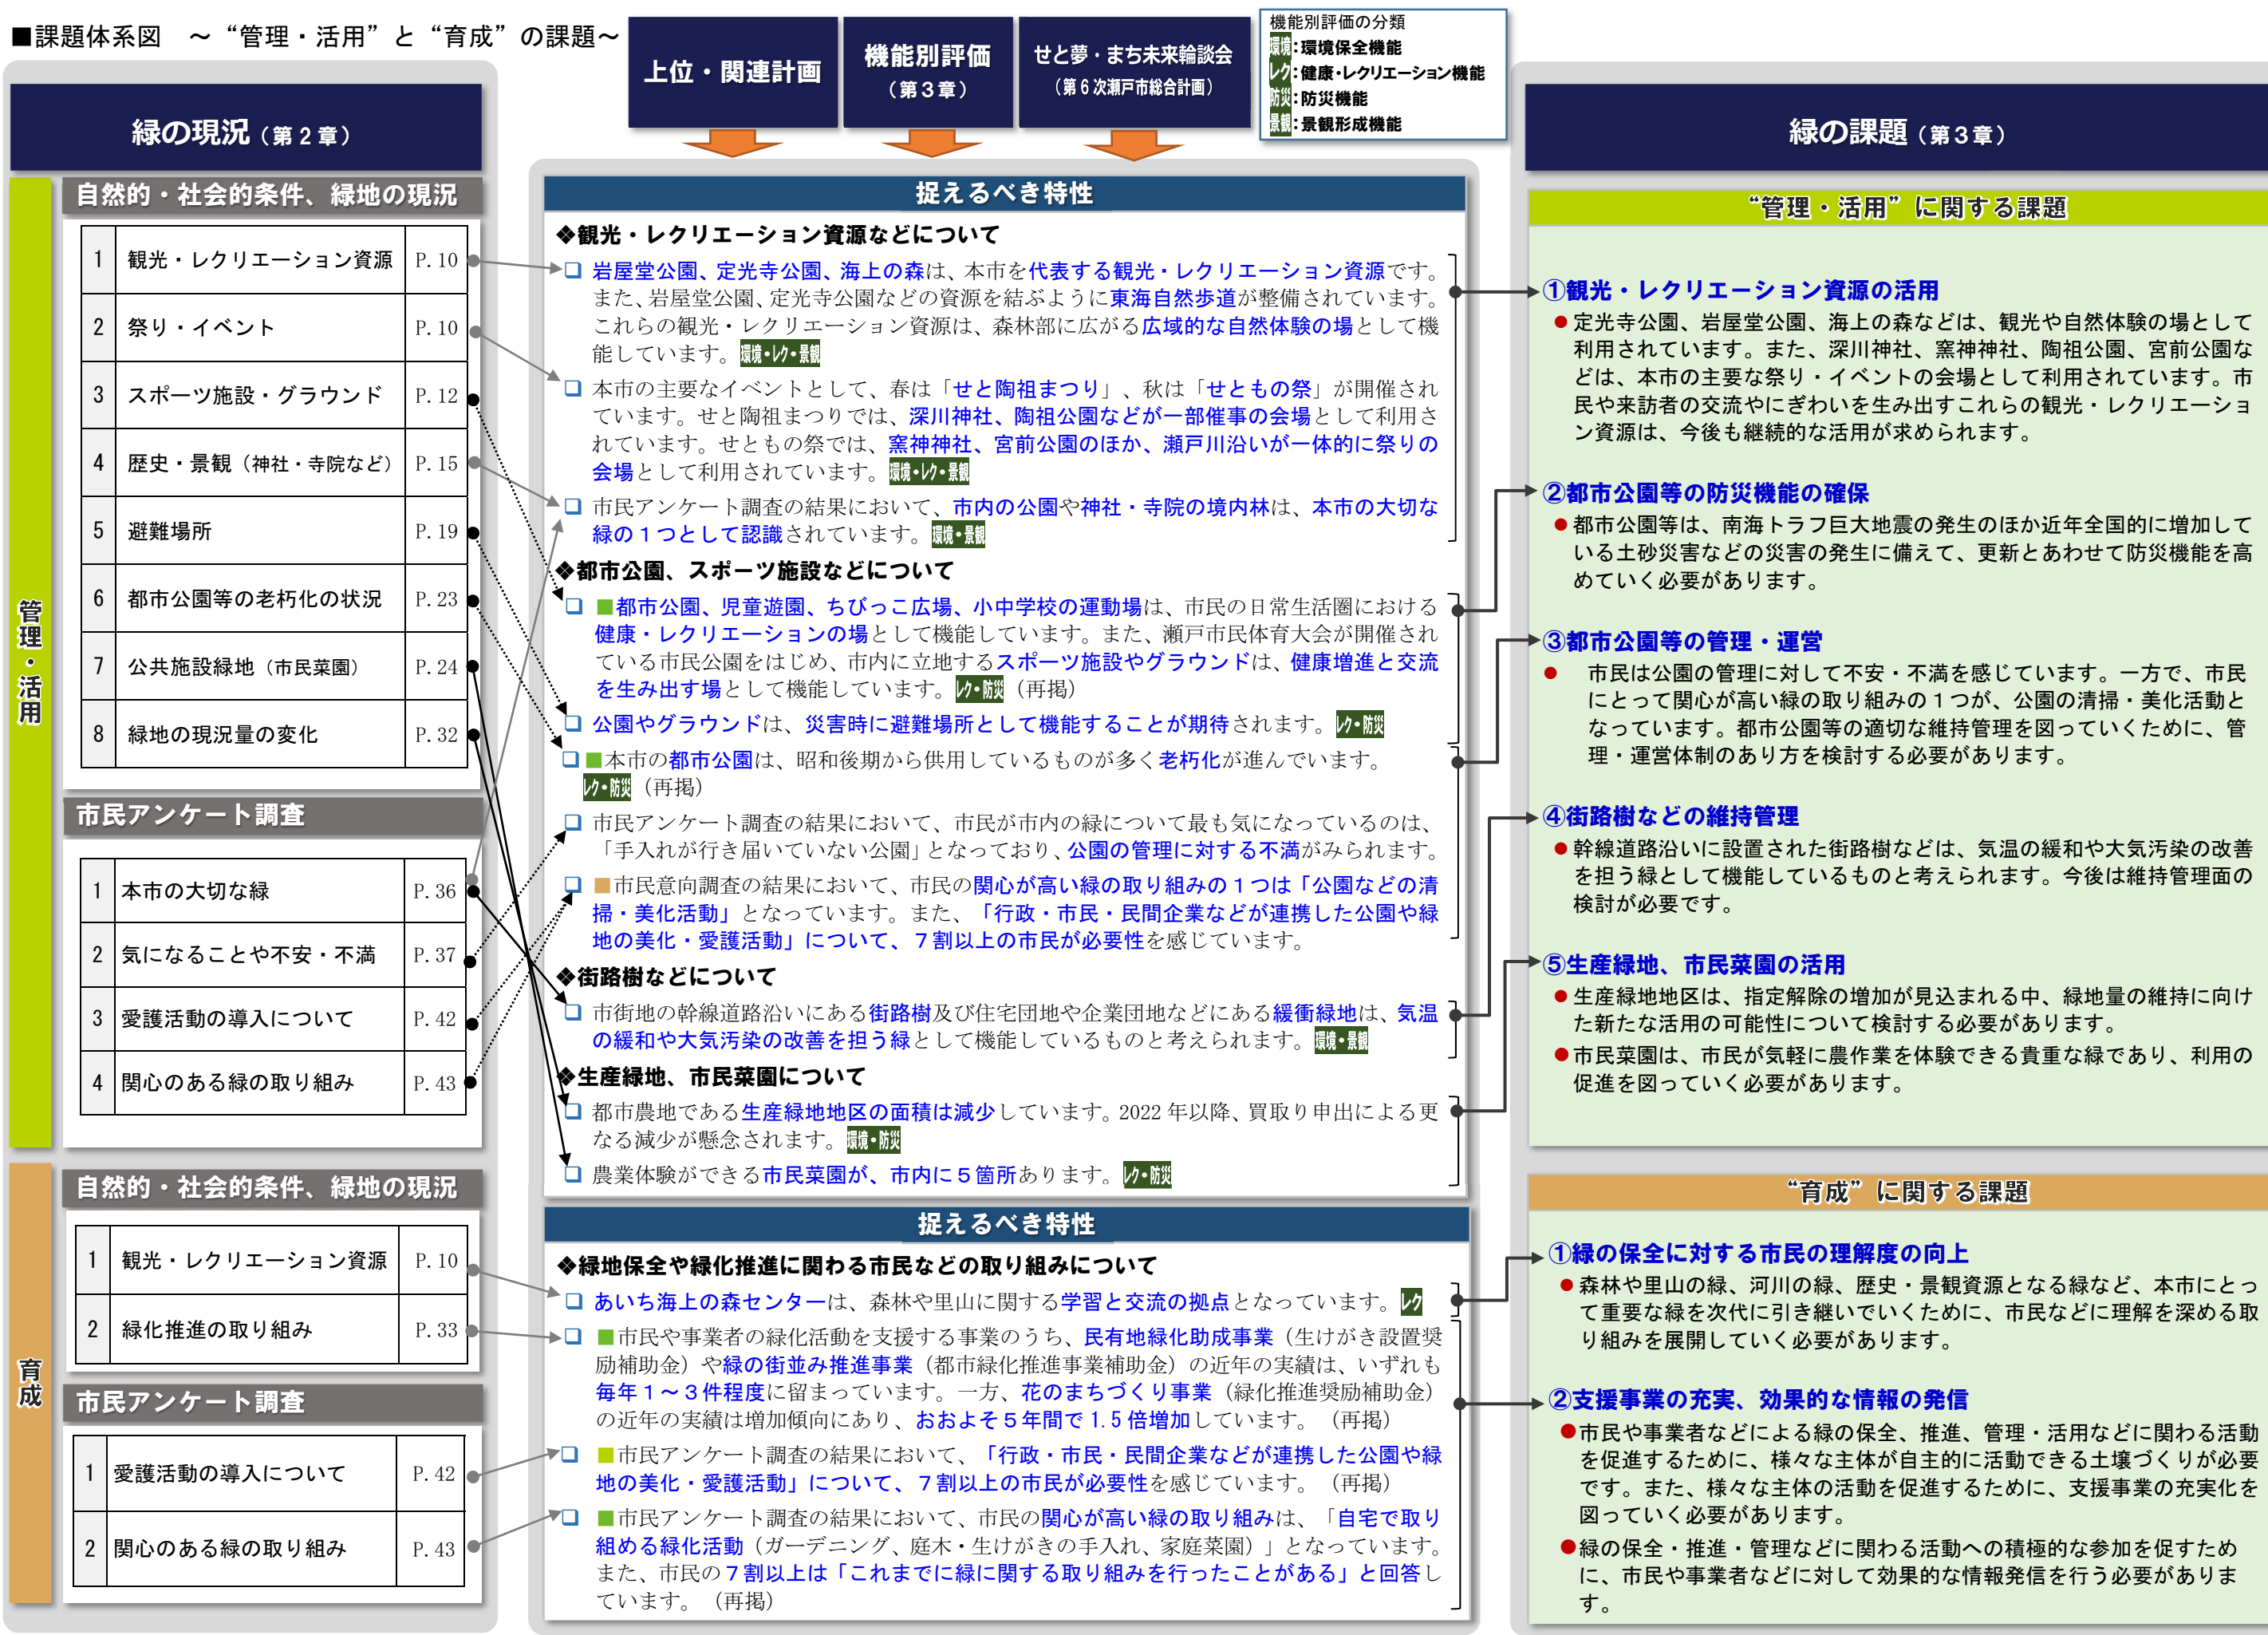 ■課題体系図　～“管理・活用”と“育成”の課題～
上位・関連計画
機能別評価
（第３章）
せと夢・まち未来輪談会
（第６次瀬戸市総合計画）
機能別評価の分類
環境：環境保全機能
レク：健康・レクリエーション機能
防災：防災機能
景観：景観形成機能
緑の現況（第２章）
管理・活用
自然的・社会的条件、緑地の現況
1 観光・レクリエーション資源 P.10
2 祭り・イベント P.10
3 スポーツ施設・グラウンド P.12
4 歴史・景観（神社・寺院など） P.15
5 避難場所 P.19
6 都市公園等の老朽化の状況 P.23
7 公共施設緑地（市民菜園） P.24
8 緑地の現況量の変化 P.32
市民アンケート調査
1 本市の大切な緑 P.36
2 気になることや不安・不満 P.37
3 愛護活動の導入について P.42
4 関心のある緑の取り組み P.43
育成
自然的・社会的条件、緑地の現況
1 観光・レクリエーション資源 P.10
2 緑化推進の取り組み P.33
市民アンケート調査
1 愛護活動の導入について P.42
2 関心のある緑の取り組み P.43
捉えるべき特性
❖観光・レクリエーション資源などについて
❏ 岩屋堂公園、定光寺公園、海上の森は、本市を代表する観光・レクリエーション資源です。
また、岩屋堂公園、定光寺公園などの資源を結ぶように東海自然歩道が整備されています。
これらの観光・レクリエーション資源は、森林部に広がる広域的な自然体験の場として機
能しています。環境・レク・景観
❏ 本市の主要なイベントとして、春は「せと陶祖まつり」、秋は「せともの祭」が開催され
ています。せと陶祖まつりでは、深川神社、陶祖公園などが一部催事の会場として利用さ
れています。せともの祭では、窯神神社、宮前公園のほか、瀬戸川沿いが一体的に祭りの
会場として利用されています。環境・レク・景観
❏ 市民アンケート調査の結果において、市内の公園や神社・寺院の境内林は、本市の大切な
緑の１つとして認識されています。環境・景観
❖都市公園、スポーツ施設などについて
❏ ■都市公園、児童遊園、ちびっこ広場、小中学校の運動場は、市民の日常生活圏における
健康・レクリエーションの場として機能しています。また、瀬戸市民体育大会が開催され
ている市民公園をはじめ、市内に立地するスポーツ施設やグラウンドは、健康増進と交流
を生み出す場として機能しています。レク・防災（再掲）
❏ 公園やグラウンドは、災害時に避難場所として機能することが期待されます。レク・防災
❏ ■本市の都市公園は、昭和後期から供用しているものが多く老朽化が進んでいます。
レク・防災（再掲）
❏ 市民アンケート調査の結果において、市民が市内の緑について最も気になっているのは、
「手入れが行き届いていない公園」となっており、公園の管理に対する不満がみられます。
❏ ■市民意向調査の結果において、市民の関心が高い緑の取り組みの１つは「公園などの清
掃・美化活動」となっています。また、「行政・市民・民間企業などが連携した公園や緑
地の美化・愛護活動」について、７割以上の市民が必要性を感じています。
❖街路樹などについて
❏ 市街地の幹線道路沿いにある街路樹及び住宅団地や企業団地などにある緩衝緑地は、気温
の緩和や大気汚染の改善を担う緑として機能しているものと考えられます。環境・景観
❖生産緑地、市民菜園について
❏ 都市農地である生産緑地地区の面積は減少しています。2022年以降、買取り申出による更
なる減少が懸念されます。環境・防災
❏ 農業体験ができる市民菜園が、市内に５箇所あります。レク・防災
捉えるべき特性
❖緑地保全や緑化推進に関わる市民などの取り組みについて
❏ あいち海上の森センターは、森林や里山に関する学習と交流の拠点となっています。レク
❏ ■市民や事業者の緑化活動を支援する事業のうち、民有地緑化助成事業（生けがき設置奨
励補助金）や緑の街並み推進事業（都市緑化推進事業補助金）の近年の実績は、いずれも
毎年１～３件程度に留まっています。一方、花のまちづくり事業（緑化推進奨励補助金）
の近年の実績は増加傾向にあり、おおよそ５年間で1.5倍増加しています。（再掲）
❏ ■市民アンケート調査の結果において、「行政・市民・民間企業などが連携した公園や緑
地の美化・愛護活動」について、７割以上の市民が必要性を感じています。（再掲）
❏ ■市民アンケート調査の結果において、市民の関心が高い緑の取り組みは、「自宅で取り
組める緑化活動（ガーデニング、庭木・生けがきの手入れ、家庭菜園）」となっています。
また、市民の７割以上は「これまでに緑に関する取り組みを行ったことがある」と回答し
ています。（再掲）
緑の課題（第３章）
“管理・活用”に関する課題
①観光・レクリエーション資源の活用
●定光寺公園、岩屋堂公園、海上の森などは、観光や自然体験の場として
利用されています。また、深川神社、窯神神社、陶祖公園、宮前公園な
どは、本市の主要な祭り・イベントの会場として利用されています。市
民や来訪者の交流やにぎわいを生み出すこれらの観光・レクリエーショ
ン資源は、今後も継続的な活用が求められます。
②都市公園等の防災機能の確保
●都市公園等は、南海トラフ巨大地震の発生のほか近年全国的に増加して
いる土砂災害などの災害の発生に備えて、更新とあわせて防災機能を高
めていく必要があります。
③都市公園等の管理・運営
●　市民は公園の管理に対して不安・不満を感じています。一方で、市民
にとって関心が高い緑の取り組みの１つが、公園の清掃・美化活動と
なっています。都市公園等の適切な維持管理を図っていくために、管
理・運営体制のあり方を検討する必要があります。
④街路樹などの維持管理
●幹線道路沿いに設置された街路樹などは、気温の緩和や大気汚染の改善
を担う緑として機能しているものと考えられます。今後は維持管理面の
検討が必要です。
⑤生産緑地、市民菜園の活用
●生産緑地地区は、指定解除の増加が見込まれる中、緑地量の維持に向け
た新たな活用の可能性について検討する必要があります。
●市民菜園は、市民が気軽に農作業を体験できる貴重な緑であり、利用の
促進を図っていく必要があります。
“育成”に関する課題
①緑の保全に対する市民の理解度の向上
●森林や里山の緑、河川の緑、歴史・景観資源となる緑など、本市にとっ
て重要な緑を次代に引き継いでいくために、市民などに理解を深める取
り組みを展開していく必要があります。
②支援事業の充実、効果的な情報の発信
●市民や事業者などによる緑の保全、推進、管理・活用などに関わる活動
を促進するために、様々な主体が自主的に活動できる土壌づくりが必要
です。また、様々な主体の活動を促進するために、支援事業の充実化を
図っていく必要があります。
●緑の保全・推進・管理などに関わる活動への積極的な参加を促すため
に、市民や事業者などに対して効果的な情報発信を行う必要がありま
す。